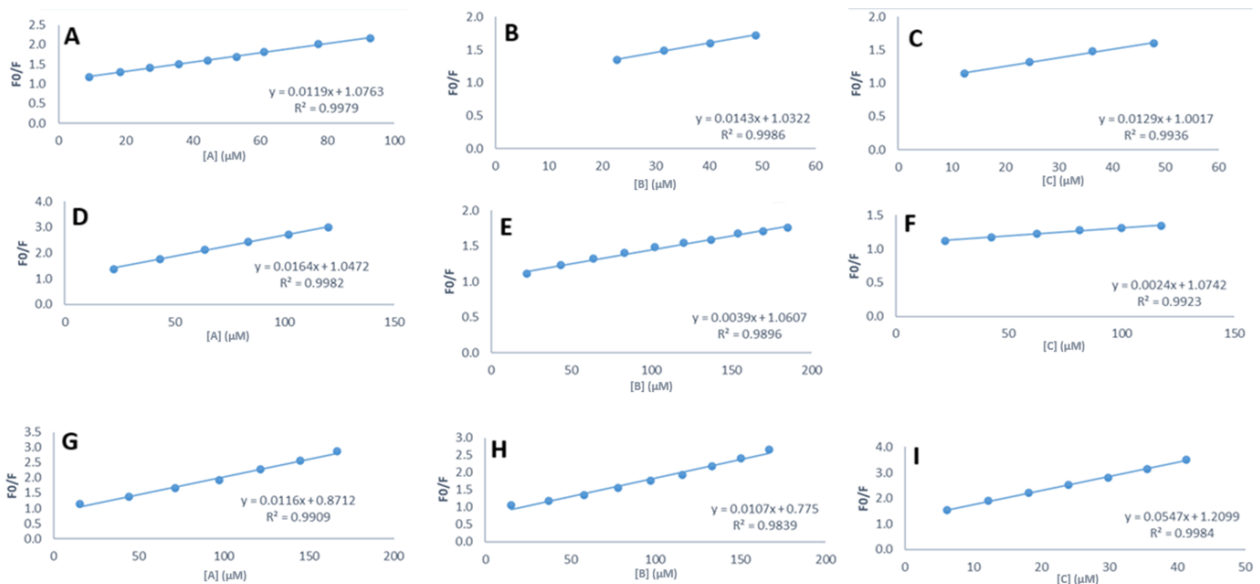 A
F0/F
2.5
2.0
1.5
1.0
0.5
0.0
y = 0.0119x + 1.0763
R² = 0.9979
0 20 40 60 80 100
[A] (µM)
B
F0/F
2.0
1.5
1.0
0.5
0.0
y = 0.0143x + 1.0322
R² = 0.9986
0 10 20 30 40 50 60
[B] (µM)
C
F0/F
2.0
1.5
1.0
0.5
0.0
y = 0.0129x + 1.0017
R² = 0.9936
0 10 20 30 40 50 60
[C] (µM)
D
F0/F
4.0
3.0
2.0
1.0
0.0
y = 0.0164x + 1.0472
R² = 0.9982
0 50 100 150
[A] (µM)
E
F0/F
2.0
1.5
1.0
0.5
0.0
y = 0.0039x + 1.0607
R² = 0.9896
0 50 100 150 200
[B] (µM)
F
F0/F
1.5
1.0
0.5
0.0
y = 0.0024x + 1.0742
R² = 0.9923
0 50 100 150
[C] (µM)
G
F0/F
3.5
3.0
2.5
2.0
1.5
1.0
0.5
0.0
y = 0.0116x + 0.8712
R² = 0.9909
0 50 100 150 200
[A] (µM)
H
F0/F
3.0
2.5
2.0
1.5
1.0
0.5
0.0
y = 0.0107x + 0.775
R² = 0.9839
0 50 100 150 200
[B] (µM)
I
F0/F
4.0
3.0
2.0
1.0
0.0
y = 0.0547x + 1.2099
R² = 0.9984
0 10 20 30 40 50
[C] (µM)